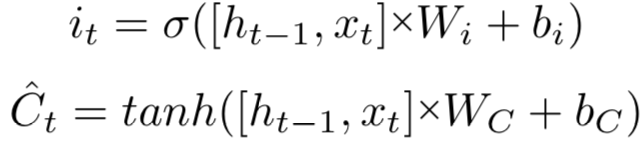 i_t = σ([h_{t−1}, x_t]×W_i + b_i)
Ĉ_t = tanh([h_{t−1}, x_t]×W_C + b_C)